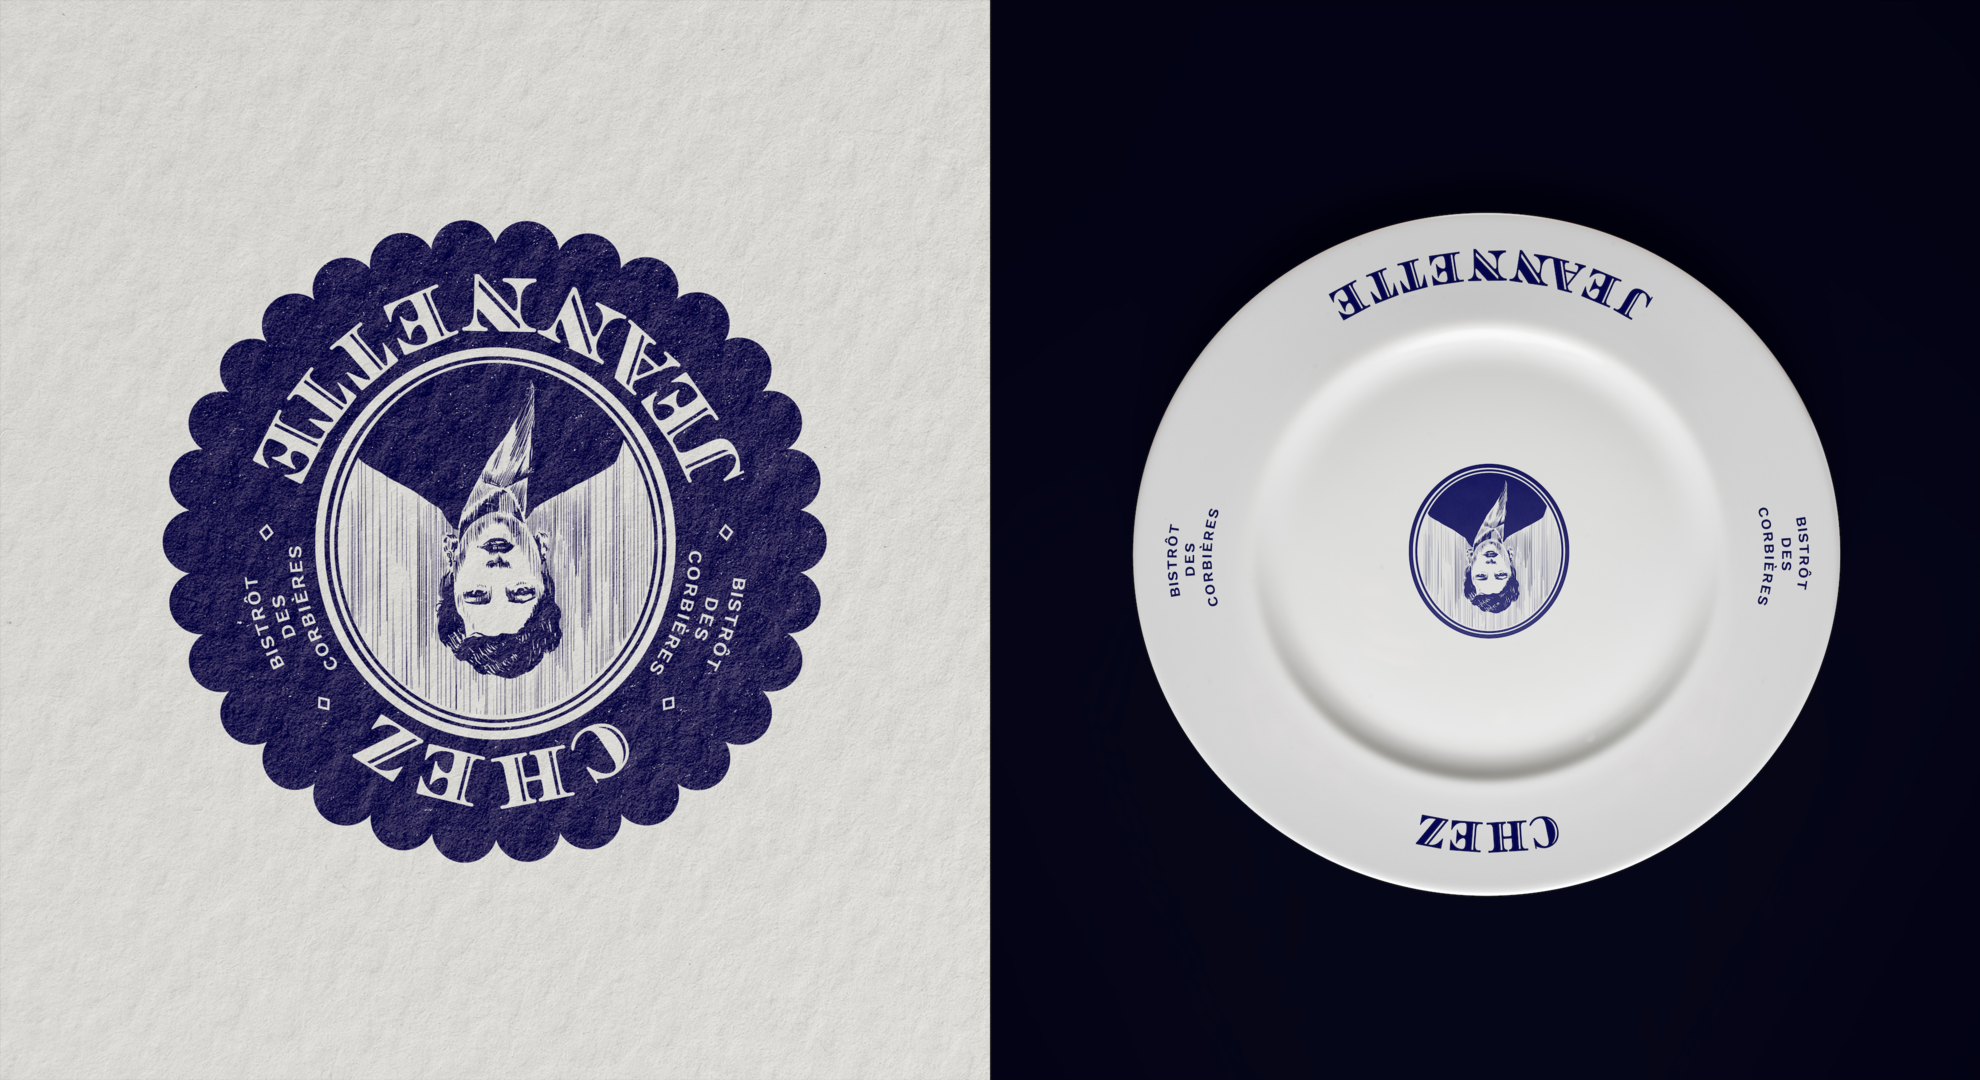 CHEZ
JEANNETTE
BISTRÔT
DES
CORBIÈRES
BISTRÔT
DES
CORBIÈRES
CHEZ
JEANNETTE
BISTRÔT
DES
CORBIÈRES
BISTRÔT
DES
CORBIÈRES